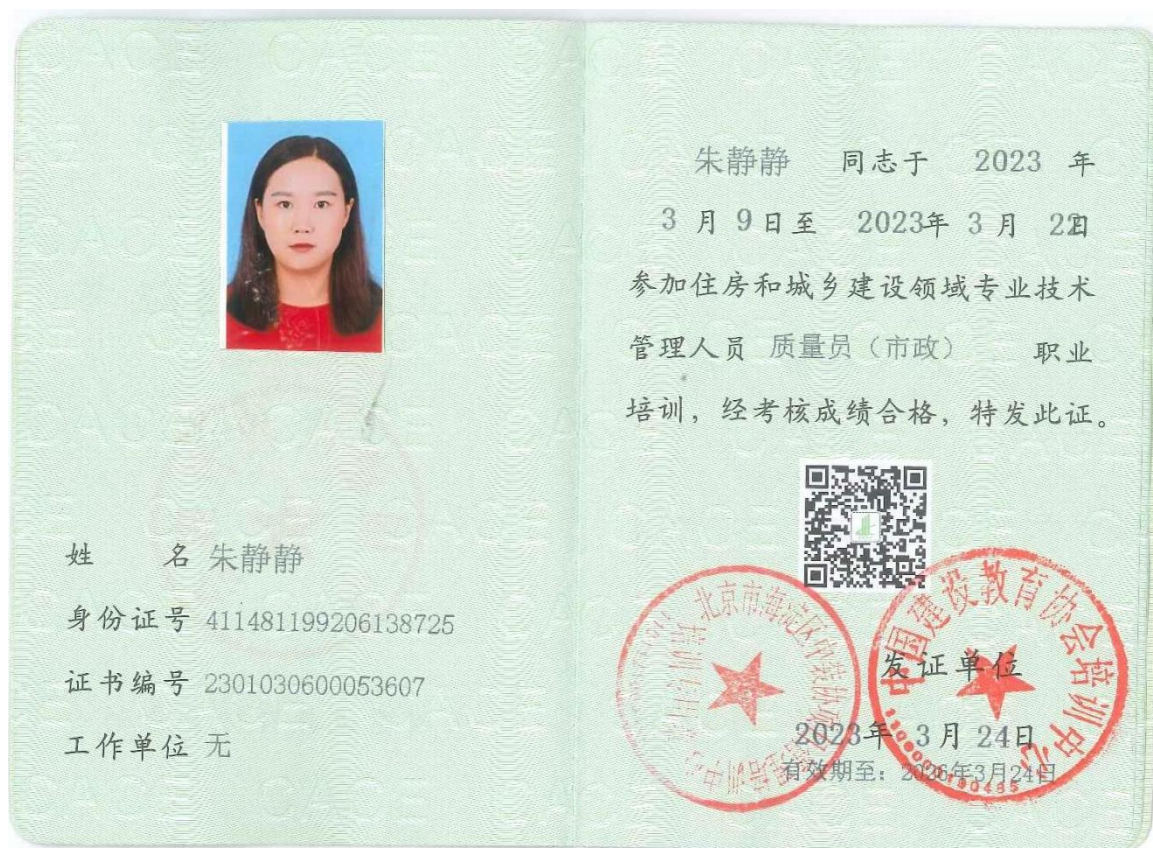 姓 名 朱静静
身份证号 411481199206138725
证书编号 2301030600053607
工作单位 无
朱静静 同志于 2023 年
3 月 9 日至 2023年 3 月 22日
参加住房和城乡建设领域专业技术
管理人员 质量员（市政） 职业
培训，经考核成绩合格，特发此证。
中国建设教育协会培训中心
发证单位
2023年 3月 24日
有效期至：2026年3月24日
CACE